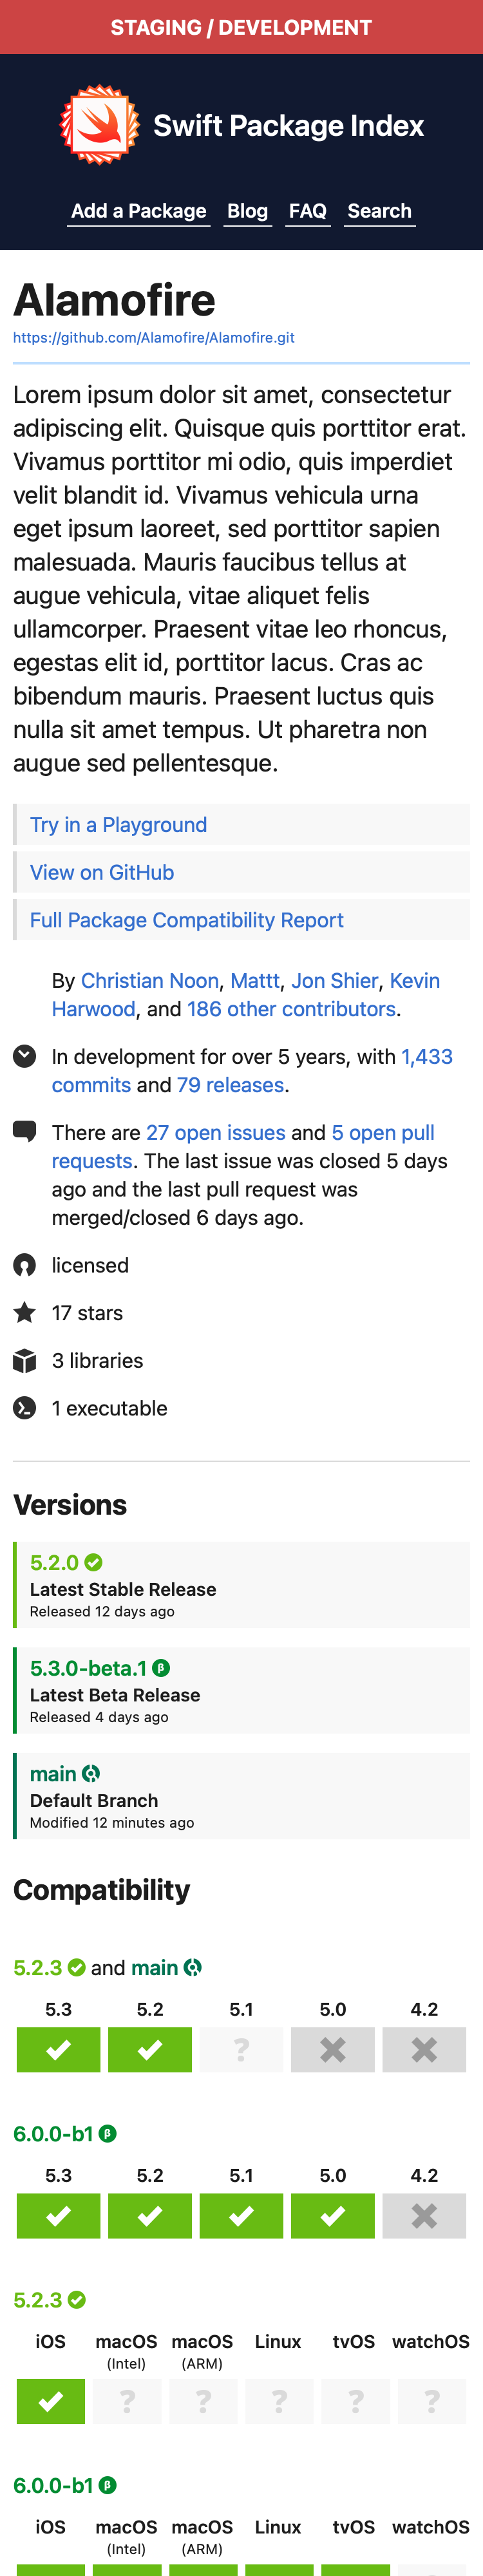 STAGING / DEVELOPMENT
Swift Package Index
Add a Package Blog FAQ Search
Alamofire
https://github.com/Alamofire/Alamofire.git
Lorem ipsum dolor sit amet, consectetur
adipiscing elit. Quisque quis porttitor erat.
Vivamus porttitor mi odio, quis imperdiet
velit blandit id. Vivamus vehicula urna
eget ipsum laoreet, sed porttitor sapien
malesuada. Mauris faucibus tellus at
augue vehicula, vitae aliquet felis
ullamcorper. Praesent vitae leo rhoncus,
egestas elit id, porttitor lacus. Cras ac
bibendum mauris. Praesent luctus quis
nulla sit amet tempus. Ut pharetra non
augue sed pellentesque.
Try in a Playground
View on GitHub
Full Package Compatibility Report
By Christian Noon, Mattt, Jon Shier, Kevin
Harwood, and 186 other contributors.
In development for over 5 years, with 1,433
commits and 79 releases.
There are 27 open issues and 5 open pull
requests. The last issue was closed 5 days
ago and the last pull request was
merged/closed 6 days ago.
licensed
17 stars
3 libraries
1 executable
Versions
5.2.0
Latest Stable Release
Released 12 days ago
5.3.0-beta.1 β
Latest Beta Release
Released 4 days ago
main
Default Branch
Modified 12 minutes ago
Compatibility
5.2.3 and main
5.3 5.2 5.1 5.0 4.2
?
6.0.0-b1 β
5.3 5.2 5.1 5.0 4.2
5.2.3
iOS macOS macOS Linux tvOS watchOS
(Intel) (ARM)
? ? ? ? ?
6.0.0-b1 β
iOS macOS macOS Linux tvOS watchOS
(Intel) (ARM)